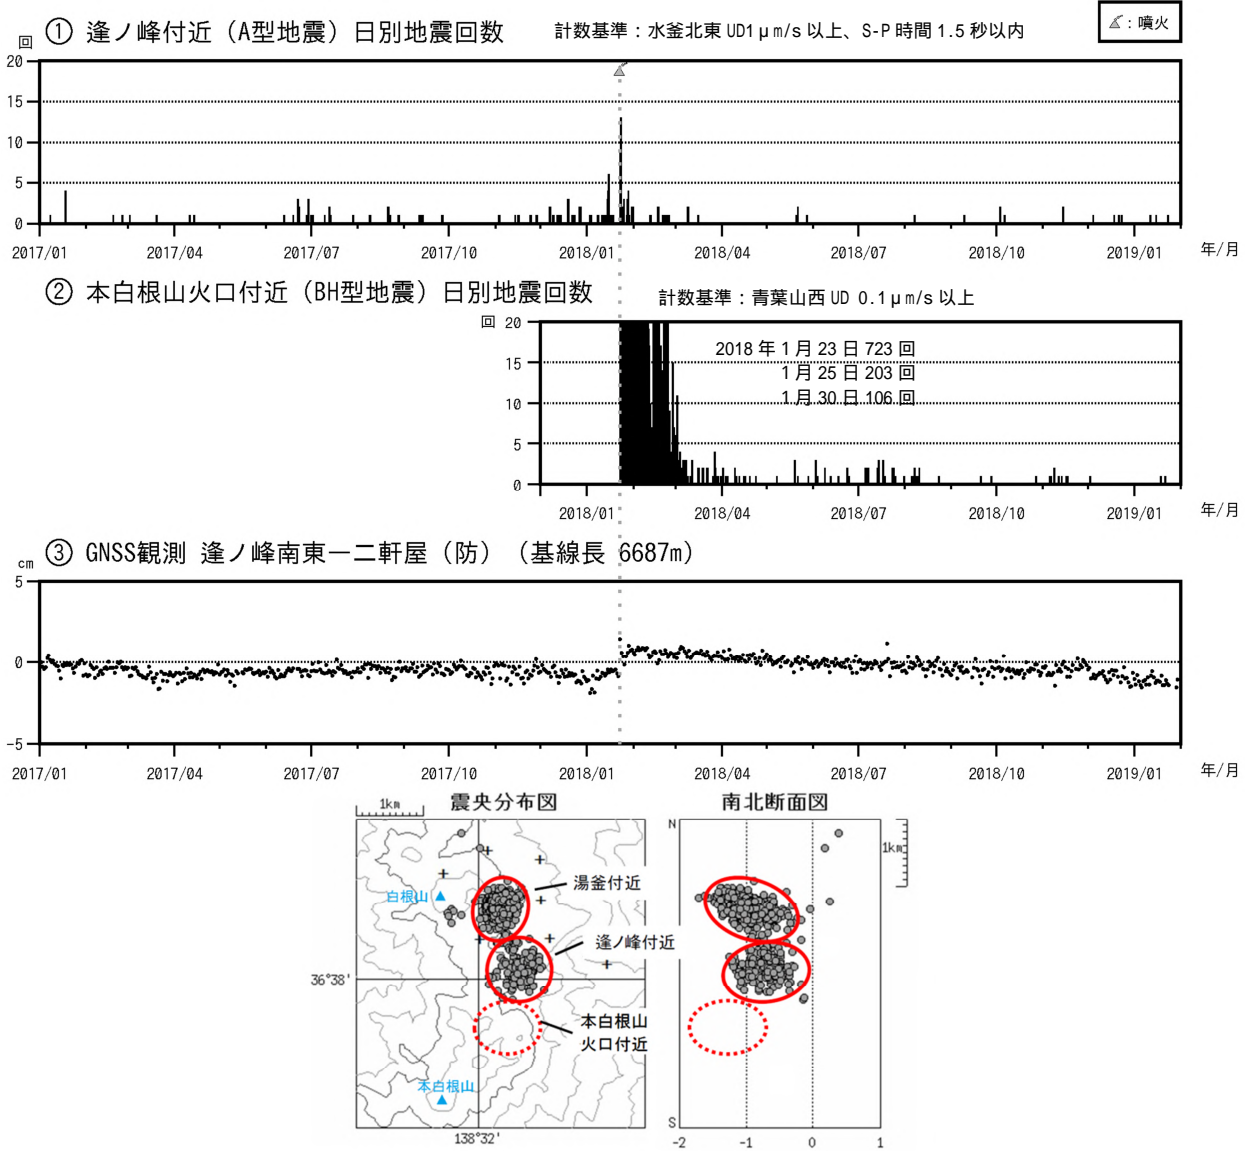 ① 逢ノ峰付近（A型地震）日別地震回数
計数基準：水釜北東 UD1μm/s 以上、S-P 時間 1.5 秒以内
：噴火
回
20
15
10
5
0
2017/01 2017/04 2017/07 2017/10 2018/01 2018/04 2018/07 2018/10 2019/01 年/月
② 本白根山火口付近（BH型地震）日別地震回数
計数基準：青葉山西 UD 0.1μm/s 以上
回
20
15
10
5
0
2018 年 1 月 23 日 723 回
1 月 25 日 203 回
1 月 30 日 106 回
2018/01 2018/04 2018/07 2018/10 2019/01 年/月
③ GNSS観測 逢ノ峰南東－二軒屋（防）（基線長 6687m）
cm
5
0
-5
2017/01 2017/04 2017/07 2017/10 2018/01 2018/04 2018/07 2018/10 2019/01 年/月
1km
震央分布図
白根山
湯釜付近
逢ノ峰付近
36°38'
本白根山
火口付近
本白根山
138°32'
南北断面図
N
1km
S
-2 -1 0 1